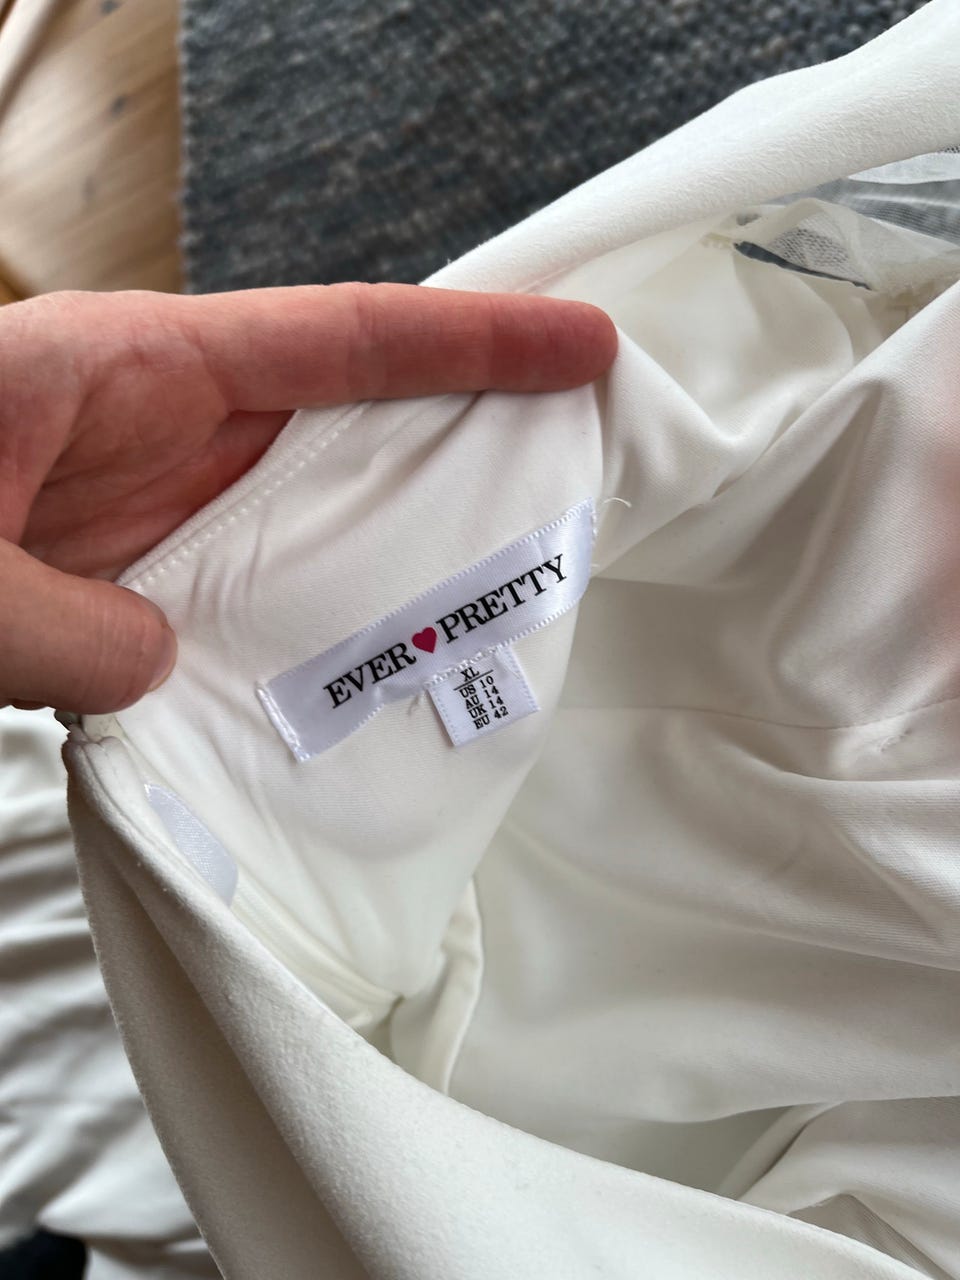 EVER♥PRETTY
XL
US 10
AU 14
UK 14
EU 42